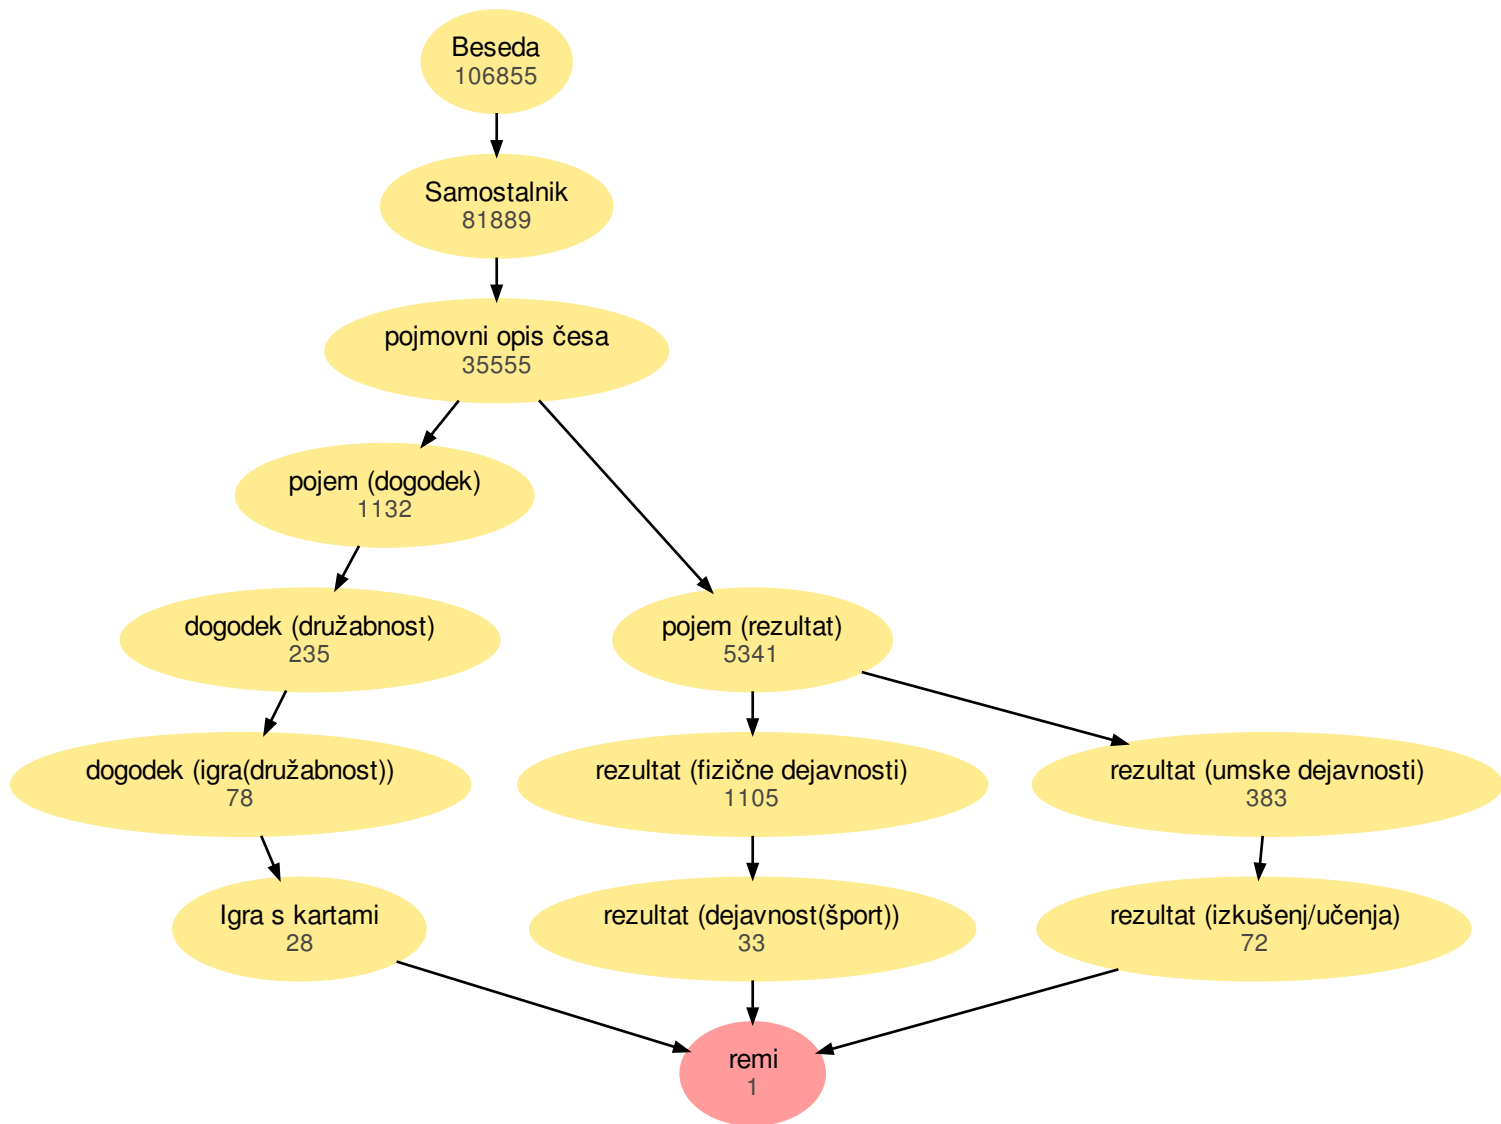 Beseda
106855
Samostalnik
81889
pojmovni opis česa
35555
pojem (dogodek)
1132
dogodek (družabnost)
235
pojem (rezultat)
5341
dogodek (igra(družabnost))
78
rezultat (fizične dejavnosti)
1105
rezultat (umske dejavnosti)
383
Igra s kartami
28
rezultat (dejavnost(šport))
33
rezultat (izkušenj/učenja)
72
remi
1